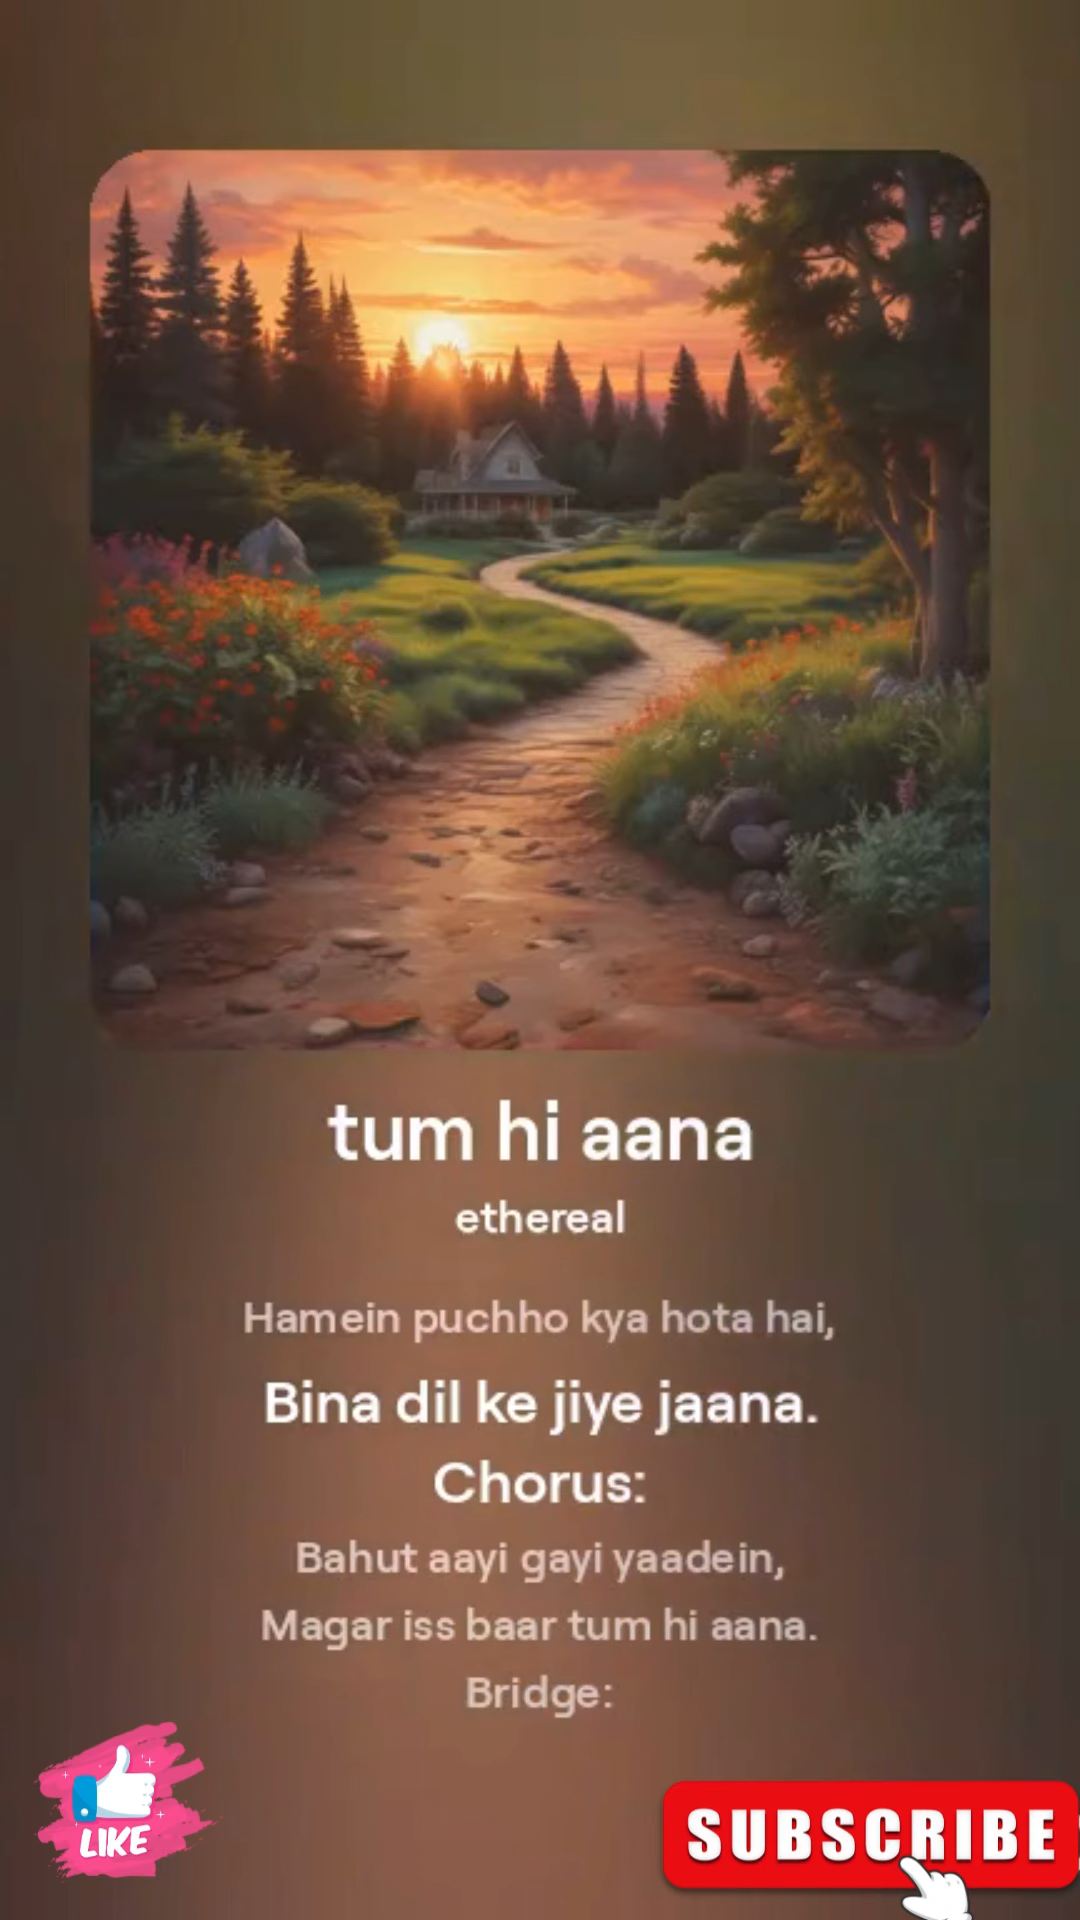 tum hi aana
ethereal
Hamein puchho kya hota hai,
Bina dil ke jiye jaana.
Chorus:
Bahut aayi gayi yaadein,
Magar iss baar tum hi aana.
Bridge:
LIKE
SUBSCRIBE